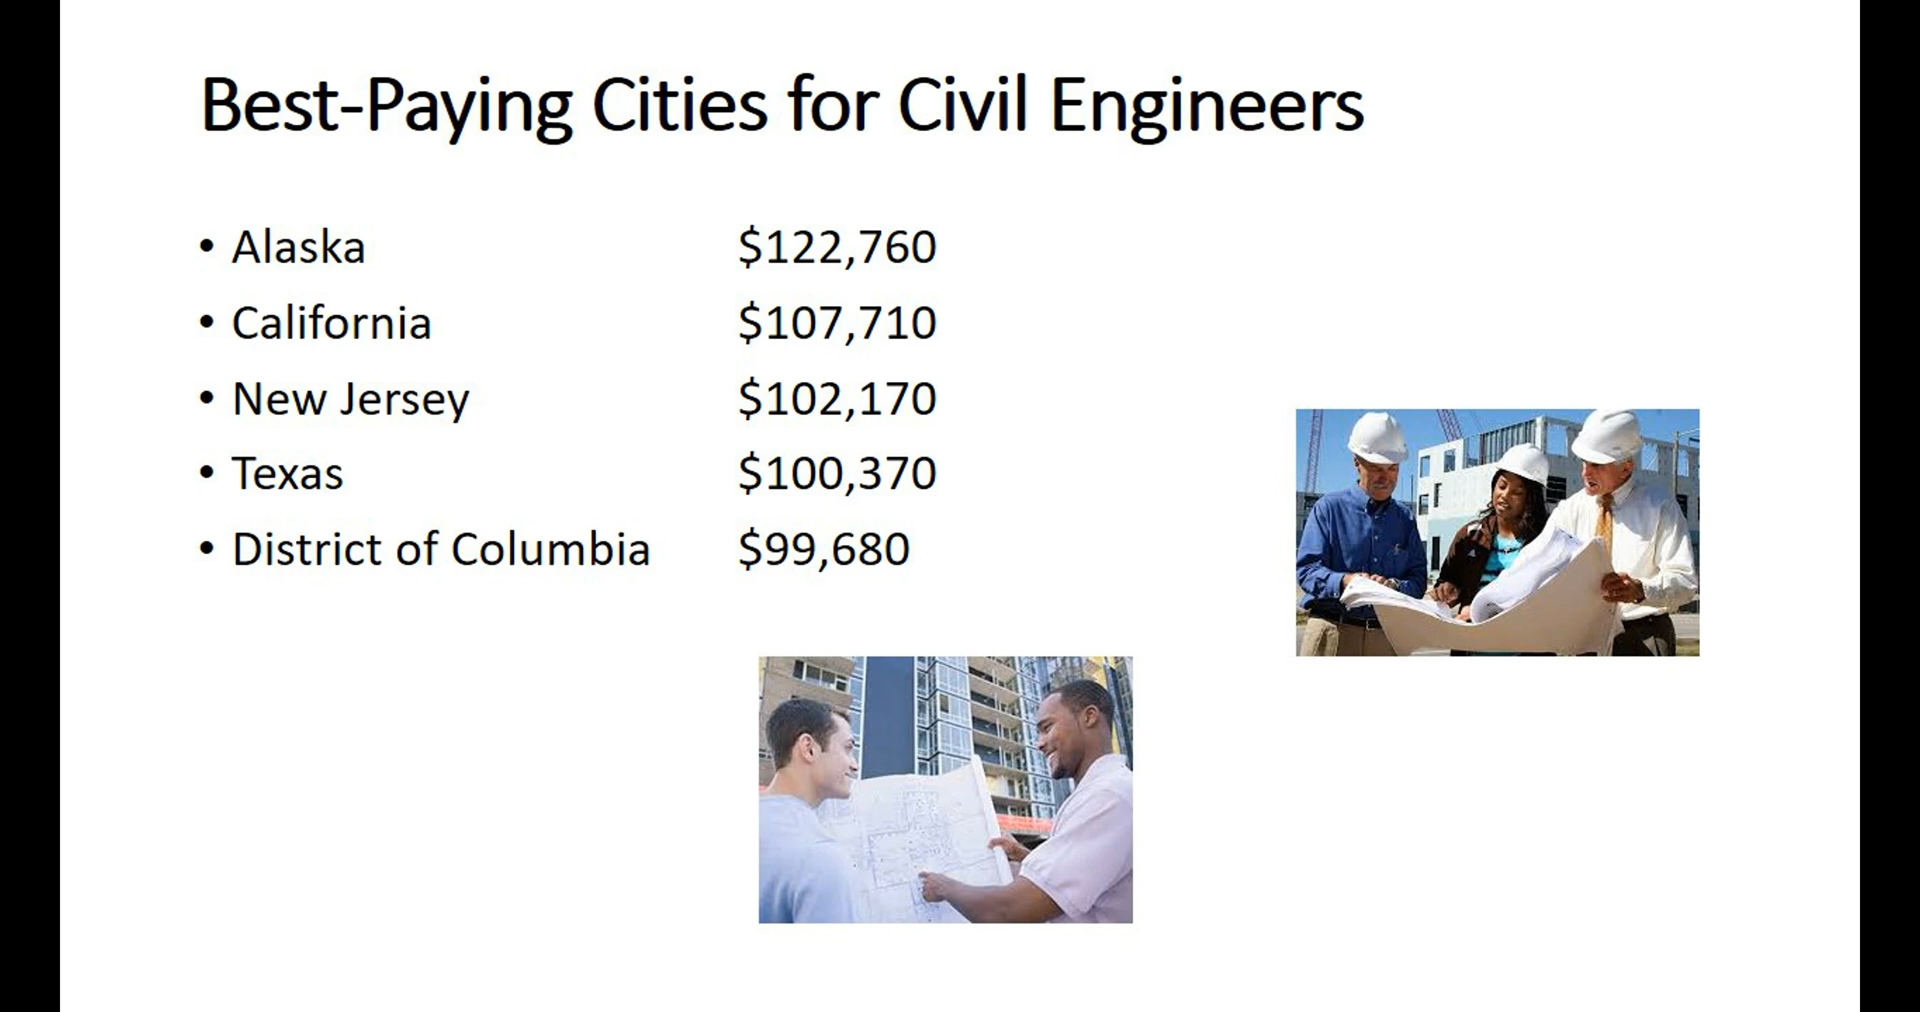 Best-Paying Cities for Civil Engineers
• Alaska $122,760
• California $107,710
• New Jersey $102,170
• Texas $100,370
• District of Columbia $99,680